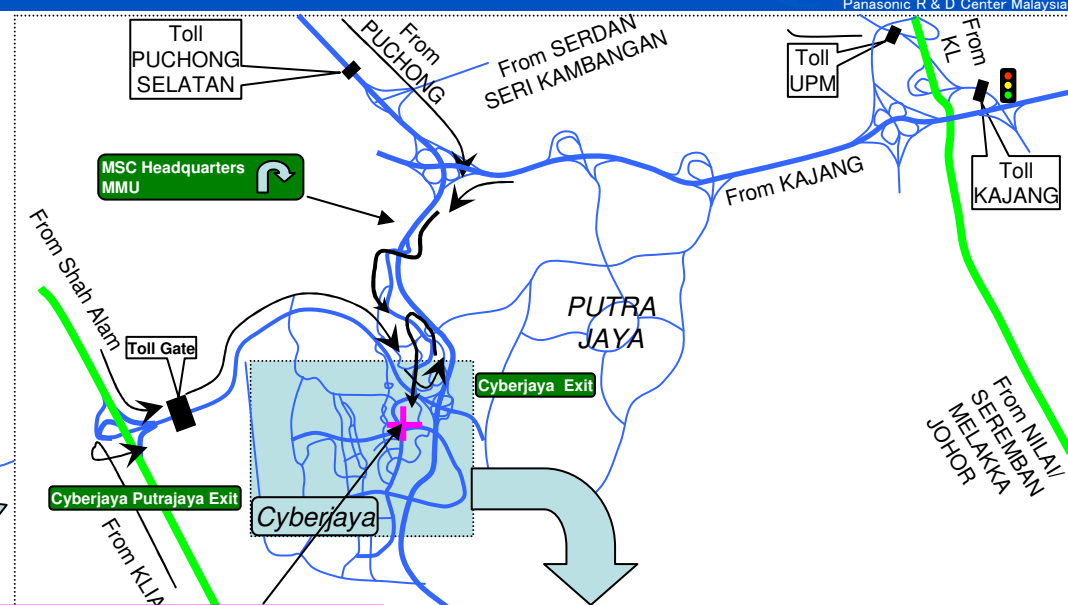 Panasonic R & D Center Malaysia
Toll
PUCHONG
SELATAN
From
PUCHONG
From SERDAN
SERI KAMBANGAN
Toll
UPM
From
KL
Toll
KAJANG
MSC Headquarters
MMU
From KAJANG
From Shah Alam
PUTRA
JAYA
Toll Gate
Cyberjaya Exit
From NILAI/
SEREMBAN
MELAKKA
JOHOR
Cyberjaya Putrajaya Exit
Cyberjaya
From KLIA